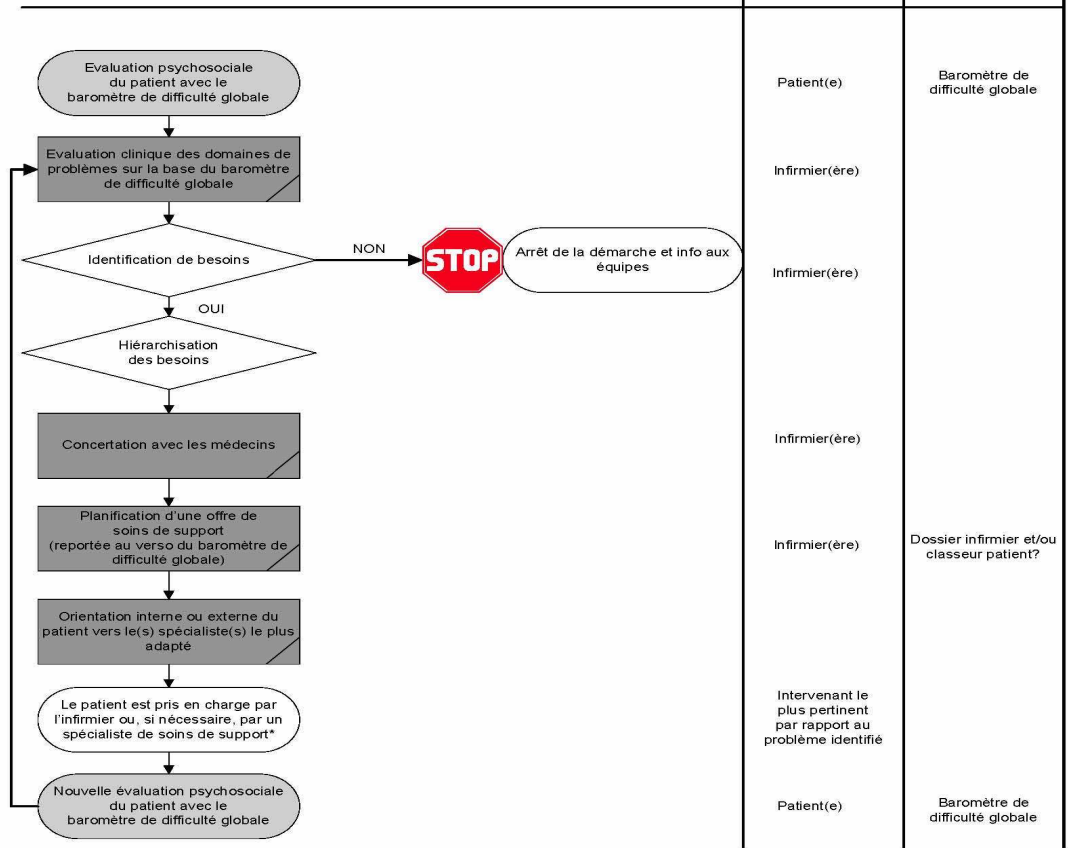 Evaluation psychosociale
du patient avec le
baromètre de difficulté globale
Patient(e)
Baromètre de
difficulté globale
Evaluation clinique des domaines de
problèmes sur la base du baromètre
de difficulté globale
Infirmier(ère)
Identification de besoins
NON
STOP
Arrêt de la démarche et info aux
équipes
Infirmier(ère)
OUI
Hiérarchisation
des besoins
Concertation avec les médecins
Infirmier(ère)
Planification d'une offre de
soins de support
(reportée au verso du baromètre de
difficulté globale)
Infirmier(ère)
Dossier infirmier et/ou
classeur patient?
Orientation interne ou externe du
patient vers le(s) spécialiste(s) le plus
adapté
Le patient est pris en charge par
l'infirmier ou, si nécessaire, par un
spécialiste de soins de support*
Intervenant le
plus pertinent
par rapport au
problème identifié
Nouvelle évaluation psychosociale
du patient avec le
baromètre de difficulté globale
Patient(e)
Baromètre de
difficulté globale